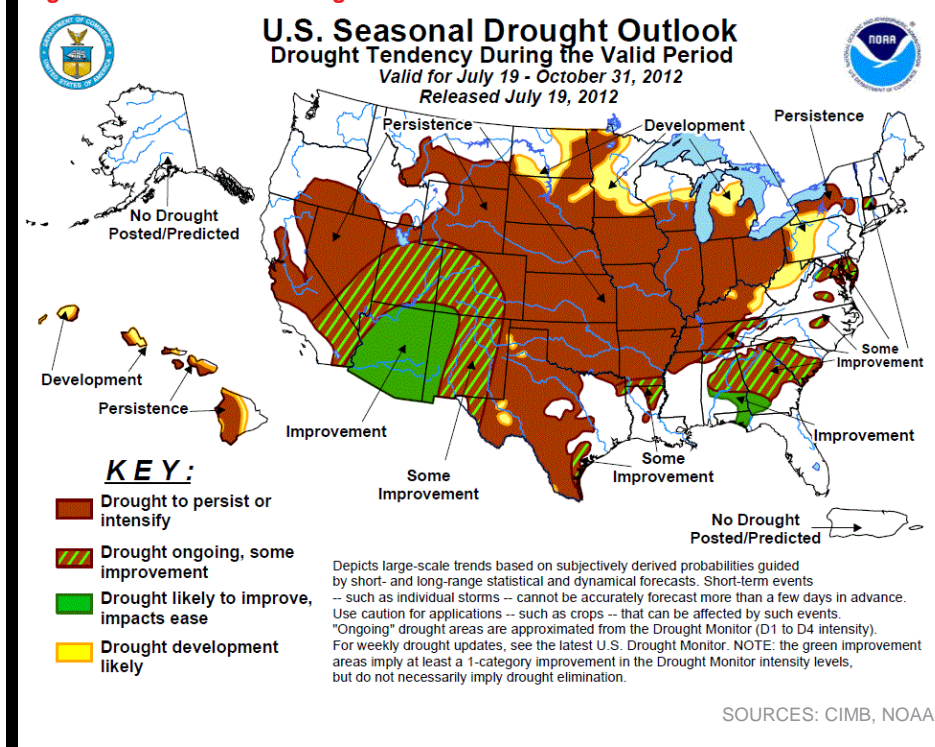 U.S. Seasonal Drought Outlook
Drought Tendency During the Valid Period
Valid for July 19 - October 31, 2012
Released July 19, 2012
DEPARTMENT OF COMMERCE
UNITED STATES OF AMERICA
NOAA
Persistence
Development
Persistence
No Drought
Posted/Predicted
Development
Persistence
Improvement
Some
Improvement
Some
Improvement
Some
Improvement
Improvement
No Drought
Posted/Predicted
KEY:
Drought to persist or
intensify
Drought ongoing, some
improvement
Drought likely to improve,
impacts ease
Drought development
likely
Depicts large-scale trends based on subjectively derived probabilities guided
by short- and long-range statistical and dynamical forecasts. Short-term events
-- such as individual storms -- cannot be accurately forecast more than a few days in advance.
Use caution for applications -- such as crops -- that can be affected by such events.
"Ongoing" drought areas are approximated from the Drought Monitor (D1 to D4 intensity).
For weekly drought updates, see the latest U.S. Drought Monitor. NOTE: the green improvement
areas imply at least a 1-category improvement in the Drought Monitor intensity levels,
but do not necessarily imply drought elimination.
SOURCES: CIMB, NOAA